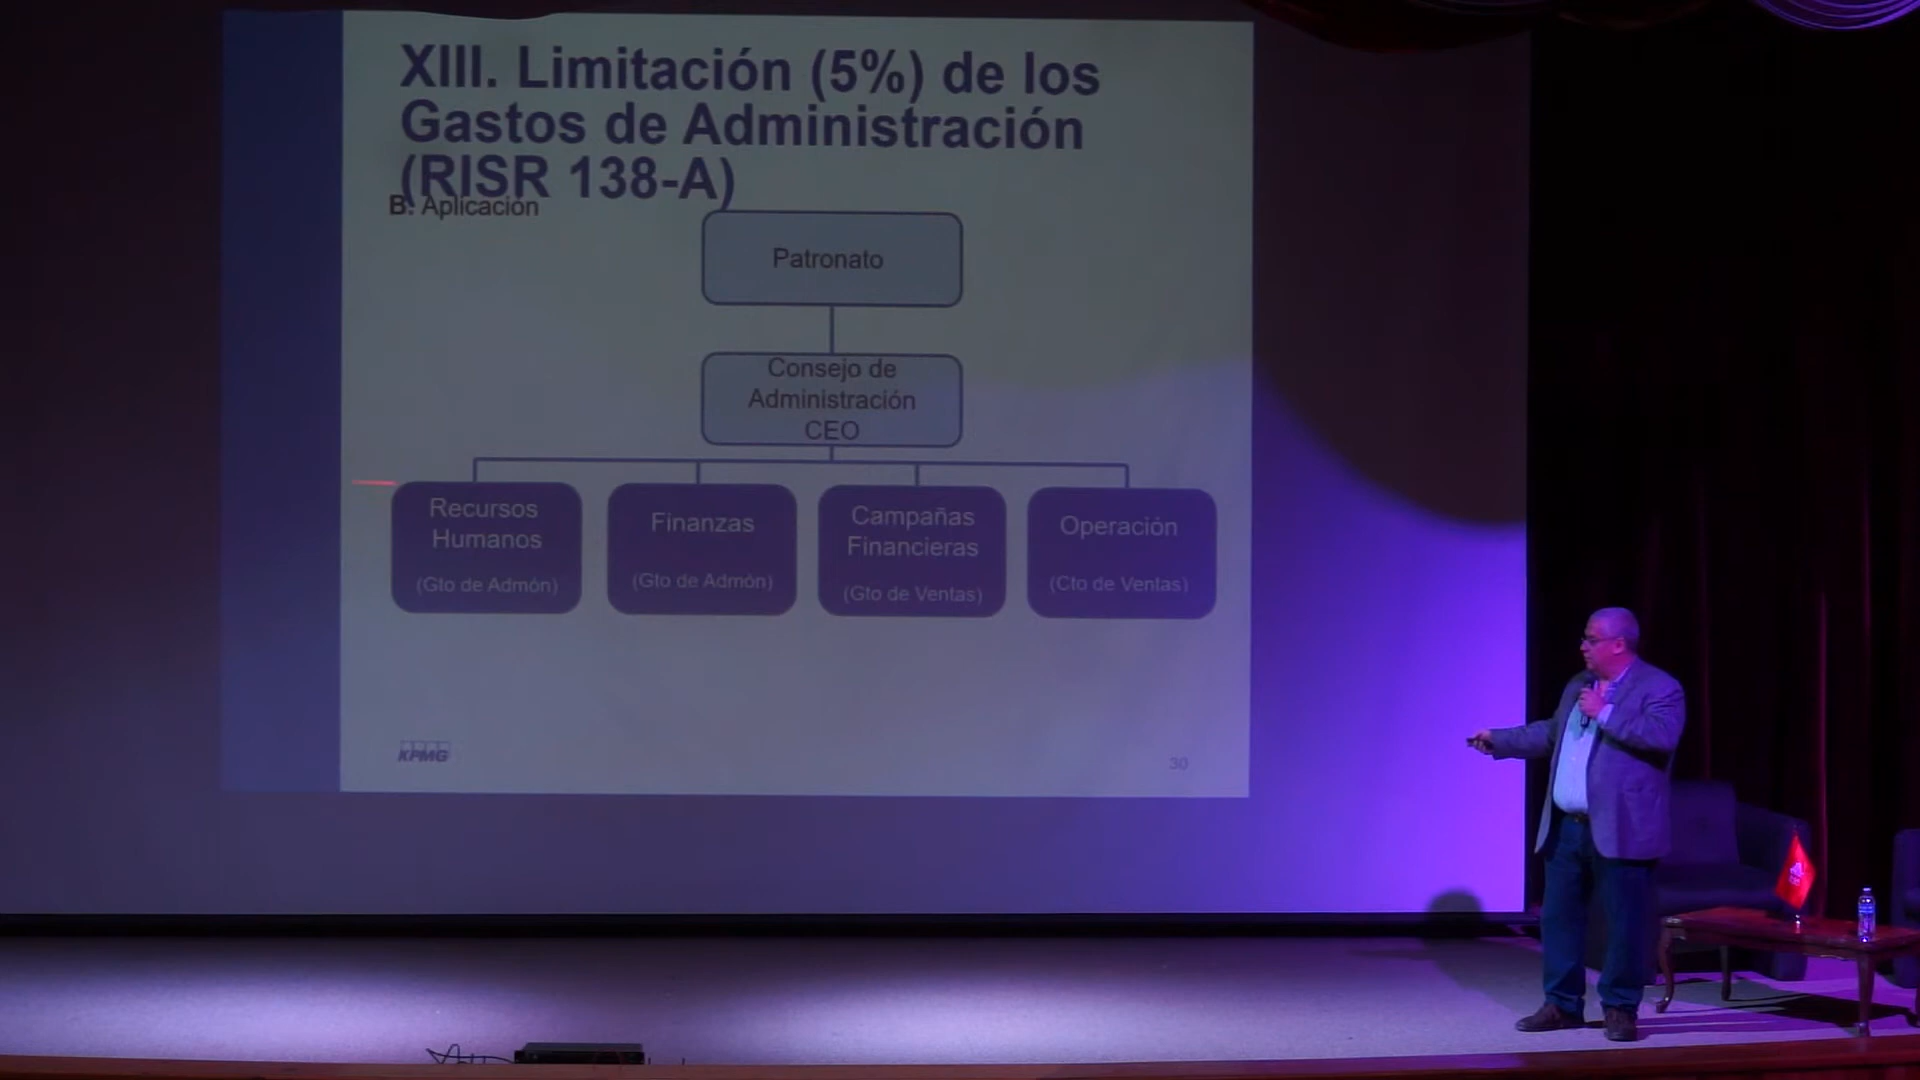 XIII. Limitación (5%) de los
Gastos de Administración
(RISR 138-A)
B. Aplicación
Patronato
Consejo de
Administración
CEO
Recursos
Humanos
(Gto de Admón)
Finanzas
(Gto de Admón)
Campañas
Financieras
(Gto de Ventas)
Operación
(Cto de Ventas)
KPMG
30